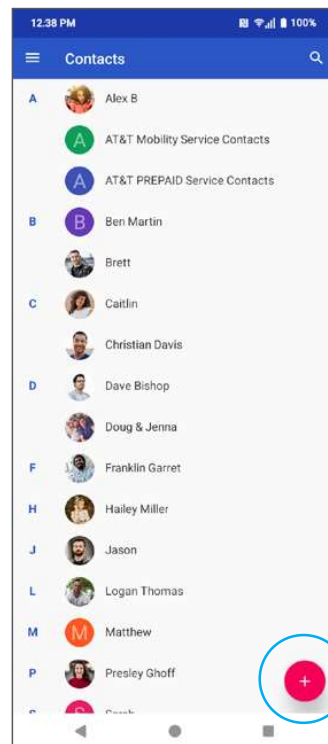 12:38 PM 100%
Contacts
A Alex B
A AT&T Mobility Service Contacts
A AT&T PREPAID Service Contacts
B B Ben Martin
Brett
C Caitlin
Christian Davis
D Dave Bishop
Doug & Jenna
F Franklin Garret
H Hailey Miller
J Jason
L Logan Thomas
M M Matthew
P Presley Ghoff
S S Sarah
+